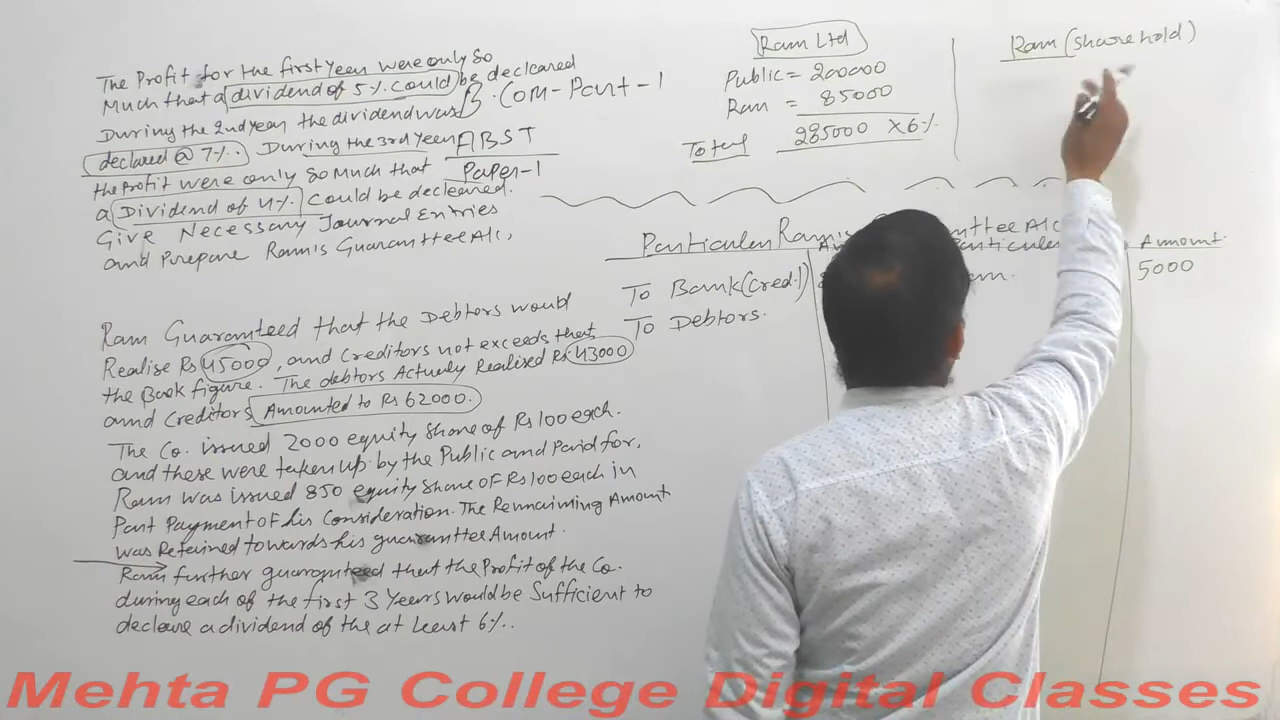 The Profit for the first year were only so
Much that a dividend of 5% could be decleared
During the 2nd year the dividend was
declared @ 7%. During the 3rd year
the Profit were only so much that
a Dividend of 4% could be decleared.
Give Necessary Journal Entries
and Prepare Ram's Guaranttee A/c.
B.Com-Part-1
ABST
Paper-1
Ram Guaranteed that the Debtors would
Realise Rs 45000, and creditors not exceeds that
the Book figure. The debtors Actually Realised Rs 43000
and Creditors Amounted to Rs 62000.
The Co. issued 2000 equity share of Rs 100 each.
and these were taken up by the Public and Paid for.
Ram was issued 850 equity share of Rs 100 each in
Part Payment of his Consideration. The Remaining Amount
was Retained towards his guaranttee Amount.
Ram further guaranteed that the Profit of the Co.
during each of the first 3 years would be Sufficient to
declare a dividend of the at least 6%.
Ram Ltd
Public = 200000
Ram = 85000
Total 285000 X 6%
Ram (sharehold)
Particular Ram's
ttee A/c
Particular
Amount
To Bank (Cred.)
5000
To Debtors.
Mehta PG College Digital Classes